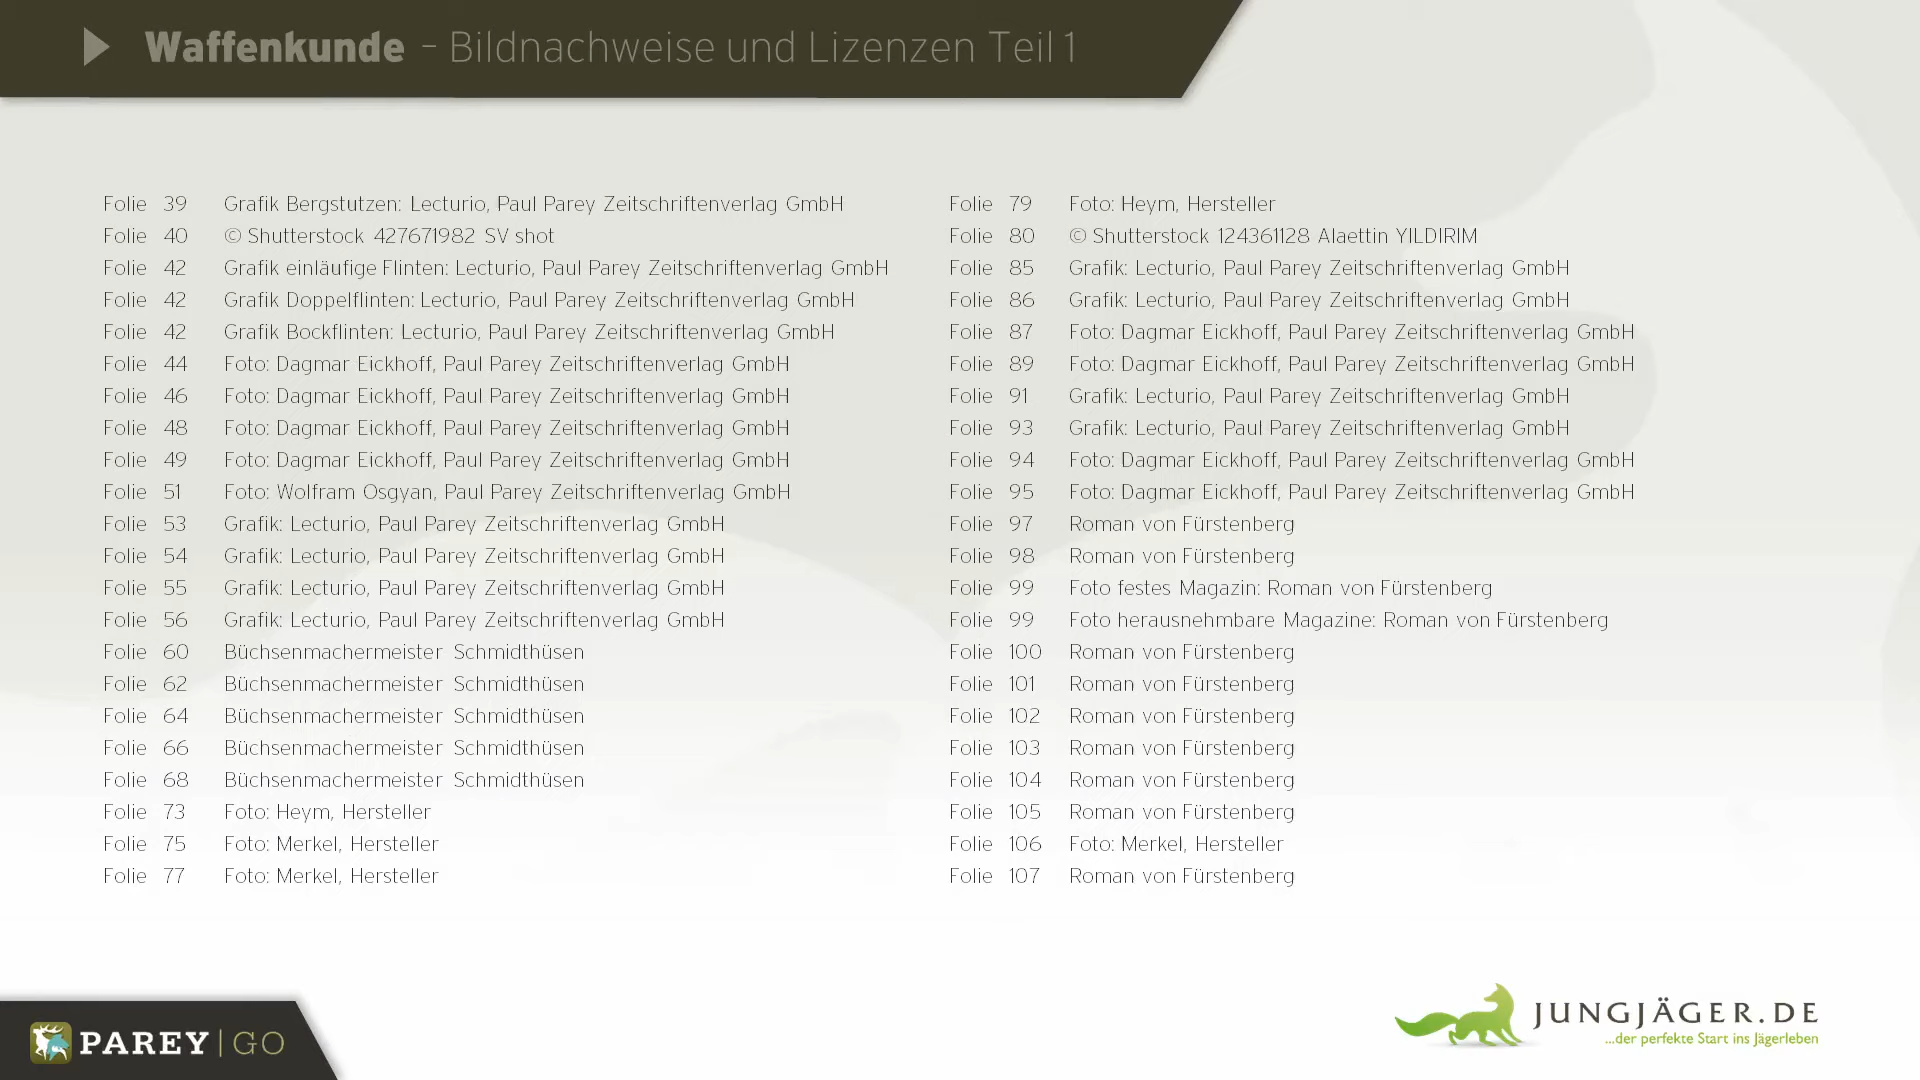 Waffenkunde – Bildnachweise und Lizenzen Teil 1
Folie 39 Grafik Bergstutzen: Lecturio, Paul Parey Zeitschriftenverlag GmbH
Folie 40 © Shutterstock 427671982 SV shot
Folie 42 Grafik einläufige Flinten: Lecturio, Paul Parey Zeitschriftenverlag GmbH
Folie 42 Grafik Doppelflinten: Lecturio, Paul Parey Zeitschriftenverlag GmbH
Folie 42 Grafik Bockflinten: Lecturio, Paul Parey Zeitschriftenverlag GmbH
Folie 44 Foto: Dagmar Eickhoff, Paul Parey Zeitschriftenverlag GmbH
Folie 46 Foto: Dagmar Eickhoff, Paul Parey Zeitschriftenverlag GmbH
Folie 48 Foto: Dagmar Eickhoff, Paul Parey Zeitschriftenverlag GmbH
Folie 49 Foto: Dagmar Eickhoff, Paul Parey Zeitschriftenverlag GmbH
Folie 51 Foto: Wolfram Osgyan, Paul Parey Zeitschriftenverlag GmbH
Folie 53 Grafik: Lecturio, Paul Parey Zeitschriftenverlag GmbH
Folie 54 Grafik: Lecturio, Paul Parey Zeitschriftenverlag GmbH
Folie 55 Grafik: Lecturio, Paul Parey Zeitschriftenverlag GmbH
Folie 56 Grafik: Lecturio, Paul Parey Zeitschriftenverlag GmbH
Folie 60 Büchsenmachermeister Schmidthüsen
Folie 62 Büchsenmachermeister Schmidthüsen
Folie 64 Büchsenmachermeister Schmidthüsen
Folie 66 Büchsenmachermeister Schmidthüsen
Folie 68 Büchsenmachermeister Schmidthüsen
Folie 73 Foto: Heym, Hersteller
Folie 75 Foto: Merkel, Hersteller
Folie 77 Foto: Merkel, Hersteller
Folie 79 Foto: Heym, Hersteller
Folie 80 © Shutterstock 124361128 Alaettin YILDIRIM
Folie 85 Grafik: Lecturio, Paul Parey Zeitschriftenverlag GmbH
Folie 86 Grafik: Lecturio, Paul Parey Zeitschriftenverlag GmbH
Folie 87 Foto: Dagmar Eickhoff, Paul Parey Zeitschriftenverlag GmbH
Folie 89 Foto: Dagmar Eickhoff, Paul Parey Zeitschriftenverlag GmbH
Folie 91 Grafik: Lecturio, Paul Parey Zeitschriftenverlag GmbH
Folie 93 Grafik: Lecturio, Paul Parey Zeitschriftenverlag GmbH
Folie 94 Foto: Dagmar Eickhoff, Paul Parey Zeitschriftenverlag GmbH
Folie 95 Foto: Dagmar Eickhoff, Paul Parey Zeitschriftenverlag GmbH
Folie 97 Roman von Fürstenberg
Folie 98 Roman von Fürstenberg
Folie 99 Foto festes Magazin: Roman von Fürstenberg
Folie 99 Foto herausnehmbare Magazine: Roman von Fürstenberg
Folie 100 Roman von Fürstenberg
Folie 101 Roman von Fürstenberg
Folie 102 Roman von Fürstenberg
Folie 103 Roman von Fürstenberg
Folie 104 Roman von Fürstenberg
Folie 105 Roman von Fürstenberg
Folie 106 Foto: Merkel, Hersteller
Folie 107 Roman von Fürstenberg
PAREY | GO
JUNGJÄGER.DE
...der perfekte Start ins Jägerleben